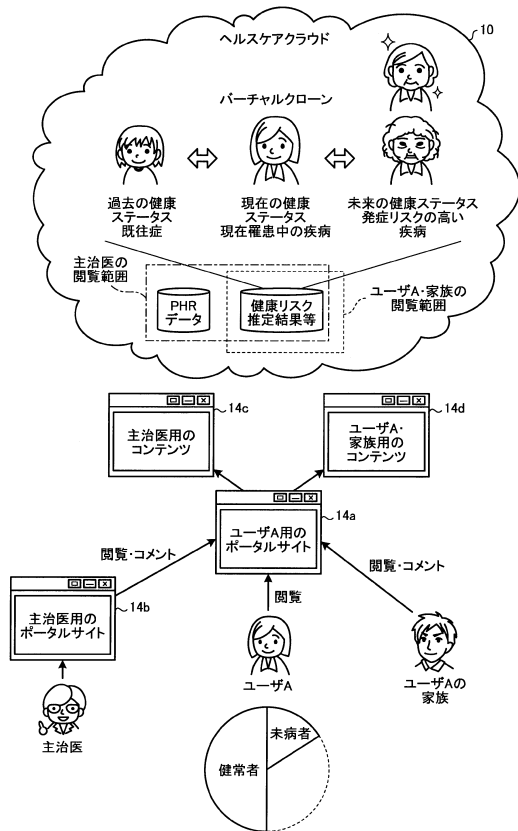 ヘルスケアクラウド
10
バーチャルクローン
過去の健康
ステータス
既往症
現在の健康
ステータス
現在罹患中の疾病
未来の健康ステータス
発症リスクの高い
疾病
主治医の
閲覧範囲
PHR
データ
健康リスク
推定結果等
ユーザA・家族の
閲覧範囲
14c
主治医用の
コンテンツ
14d
ユーザA・
家族用の
コンテンツ
14a
ユーザA用の
ポータルサイト
閲覧・コメント
閲覧・コメント
14b
主治医用の
ポータルサイト
閲覧
主治医
ユーザA
ユーザAの
家族
健常者
未病者